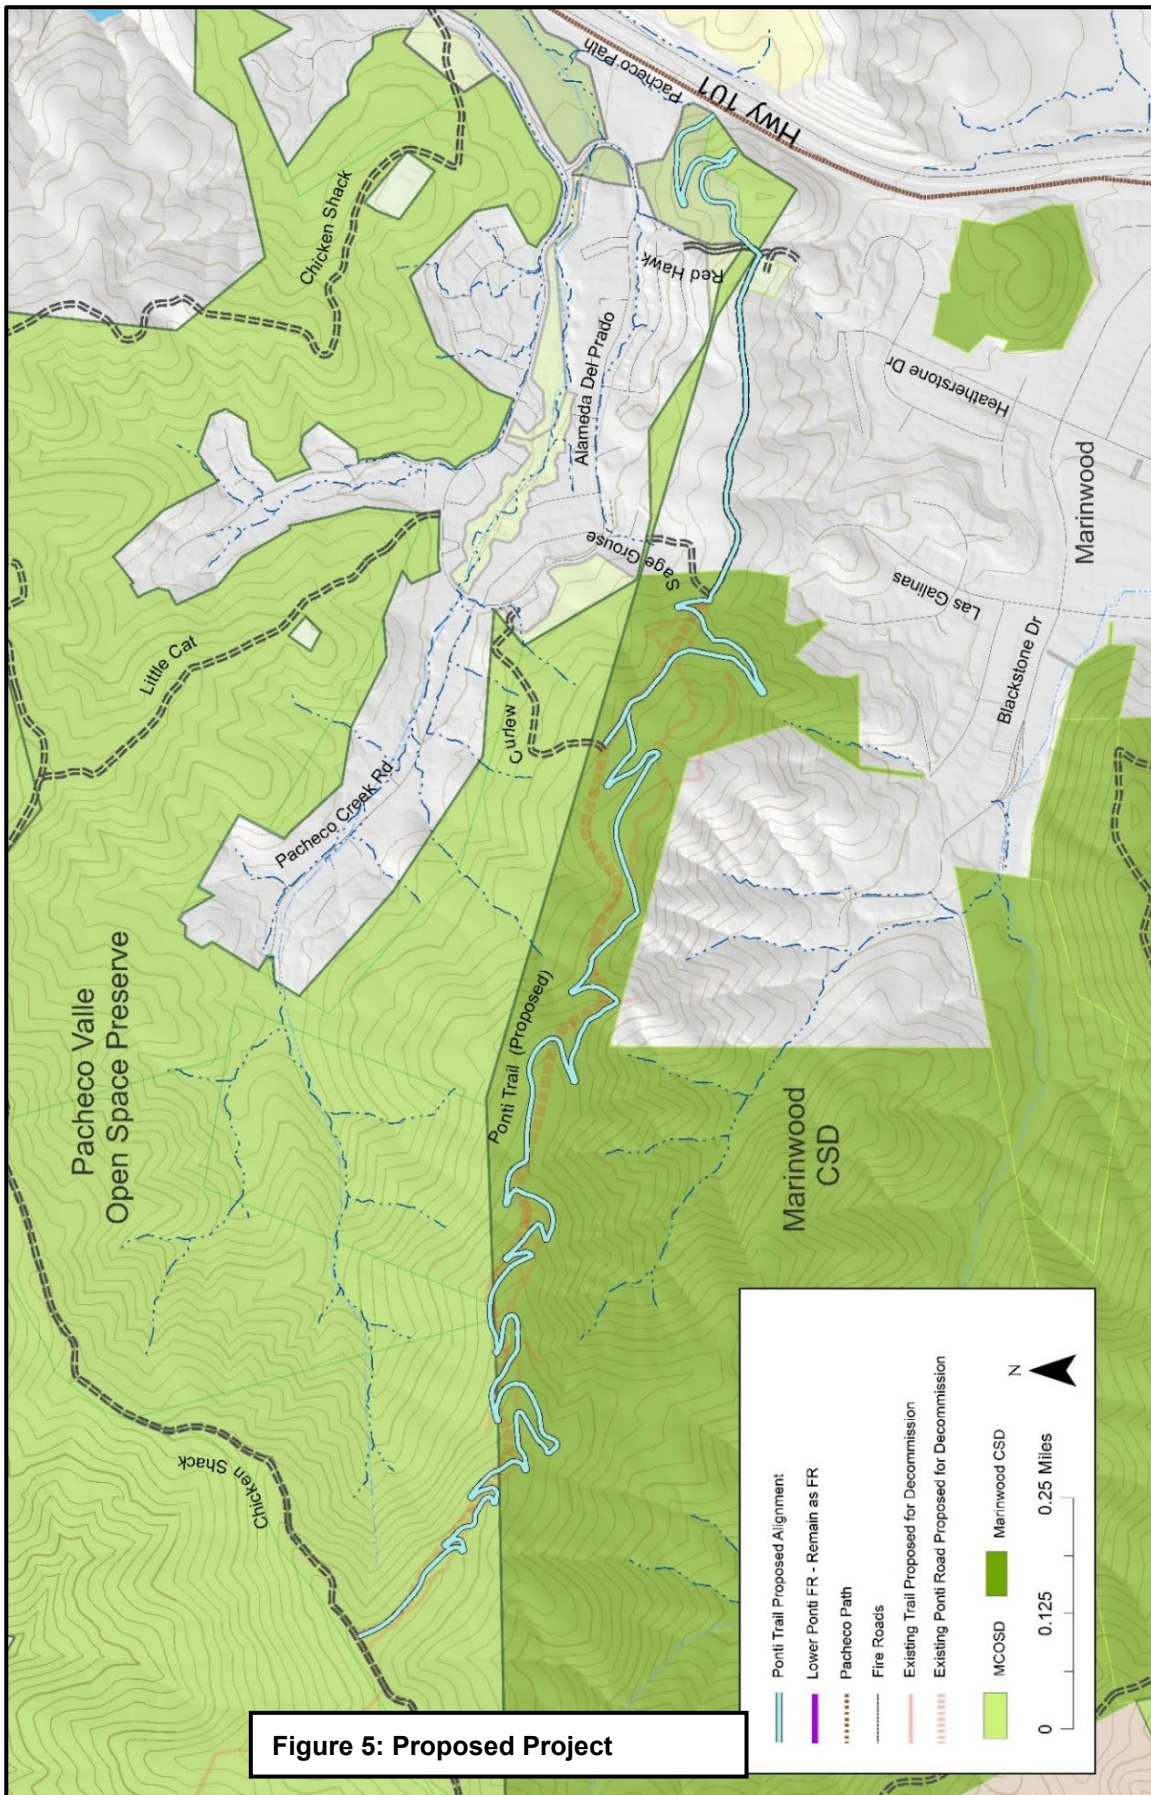 Pacheco Valle
Open Space Preserve
Chicken Shack
Little Cat
Pacheco Creek Rd
Curlew
Chicken Shack
Alameda Del Prado
Sage Grouse
Red Hawk
Pacheco Path
Hwy 101
Ponti Trail (Proposed)
Marinwood
CSD
Heatherstone Dr
Las Galinas
Blackstone Dr
Marinwood
Ponti Trail Proposed Alignment
Lower Ponti FR - Remain as FR
Pacheco Path
Fire Roads
Existing Trail Proposed for Decommission
Existing Ponti Road Proposed for Decommission
MCOSD
Marinwood CSD
N
0 0.125 0.25 Miles
Figure 5: Proposed Project